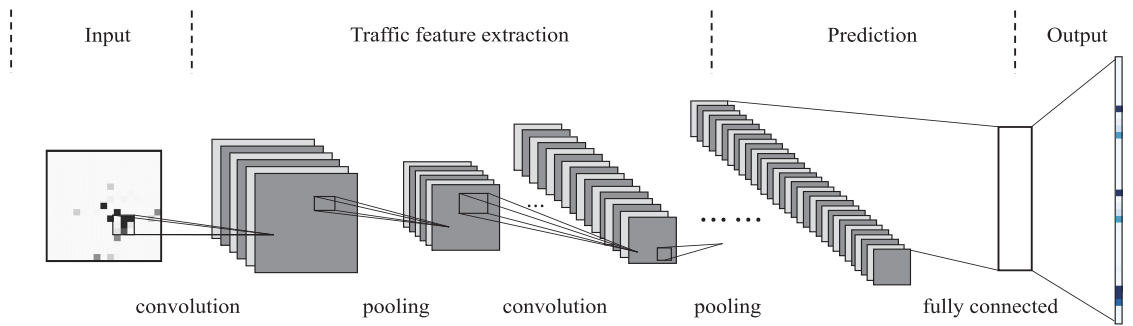 Input
Traffic feature extraction
Prediction
Output
convolution
pooling
convolution
pooling
fully connected